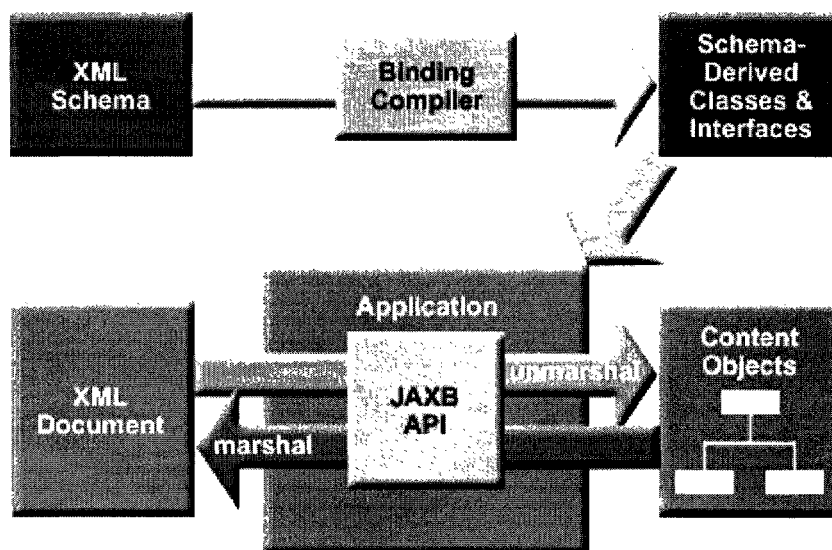 XML
Schema
Binding
Compiler
Schema-
Derived
Classes &
Interfaces
Application
XML
Document
unmarshal
JAXB
API
marshal
Content
Objects